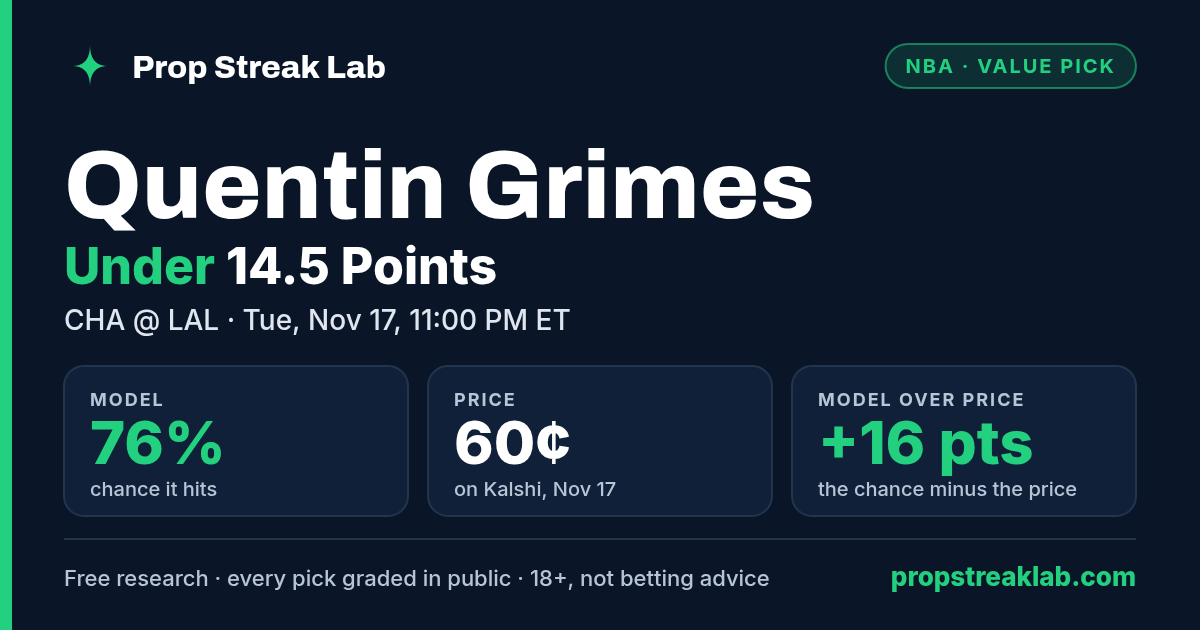 Prop Streak Lab
NBA · VALUE PICK
Quentin Grimes
Under 14.5 Points
CHA @ LAL · Tue, Nov 17, 11:00 PM ET
MODEL
76%
chance it hits
PRICE
60¢
on Kalshi, Nov 17
MODEL OVER PRICE
+16 pts
the chance minus the price
Free research · every pick graded in public · 18+, not betting advice
propstreaklab.com